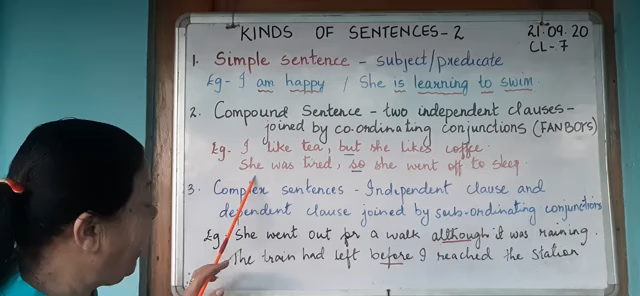 KINDS OF SENTENCES-2
21.09.20
CL-7
1. Simple sentence - subject/predicate
Eg- I am happy / She is learning to swim.
2. Compound Sentence - two independent clauses-
joined by co-ordinating conjunctions (FANBOYS)
Eg. I like tea, but she likes coffee.
She was tired, so she went off to sleep.
3. Complex sentences - Independent clause and
dependent clause joined by sub-ordinating conjunctions
Eg. She went out for a walk although it was raining.
The train had left before I reached the station